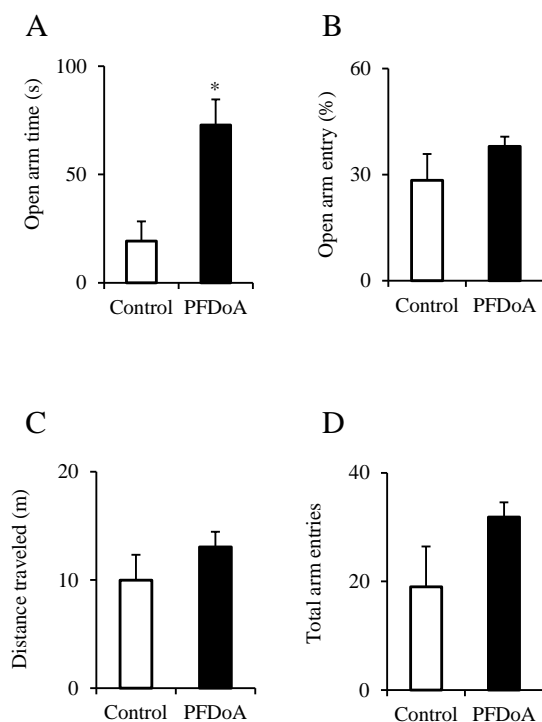 A
Open arm time (s)
100
50
0
*
Control PFDoA
B
Open arm entry (%)
60
30
0
Control PFDoA
C
Distance traveled (m)
20
10
0
Control PFDoA
D
Total arm entries
40
20
0
Control PFDoA